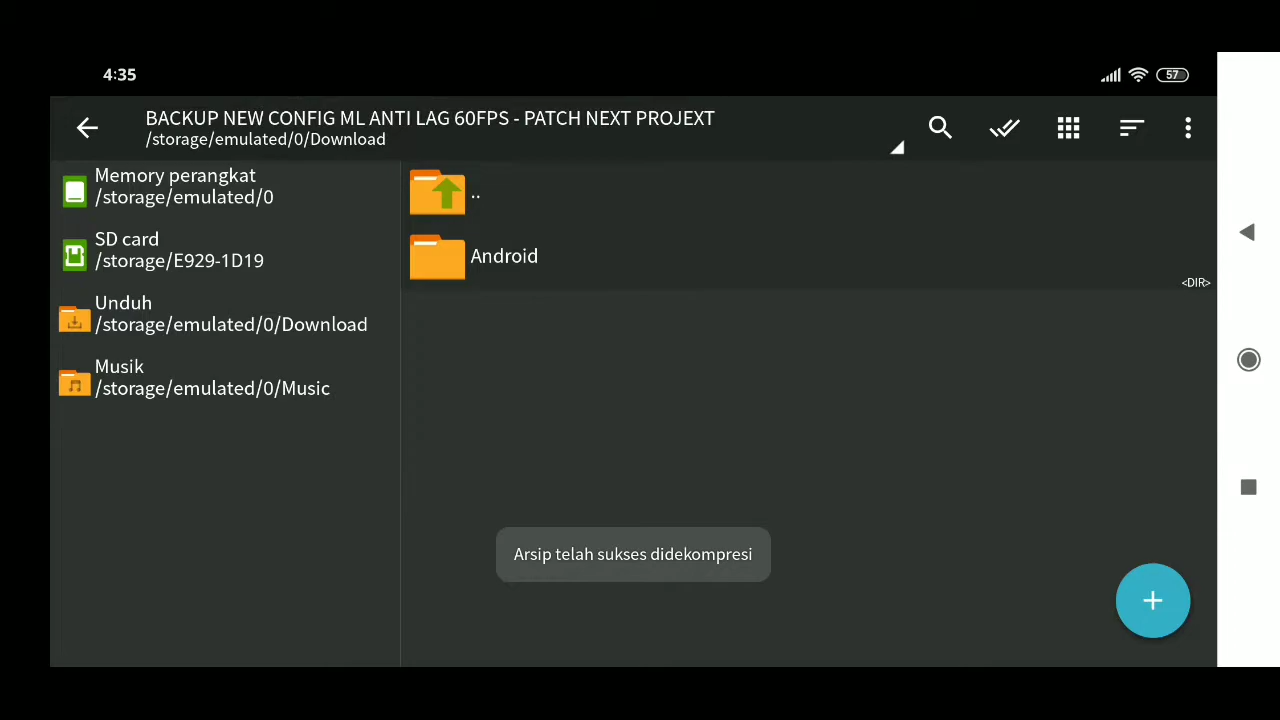 4:35
57
BACKUP NEW CONFIG ML ANTI LAG 60FPS - PATCH NEXT PROJEXT
/storage/emulated/0/Download
Memory perangkat
/storage/emulated/0
SD card
/storage/E929-1D19
Unduh
/storage/emulated/0/Download
Musik
/storage/emulated/0/Music
..
Android
<DIR>
Arsip telah sukses didekompresi